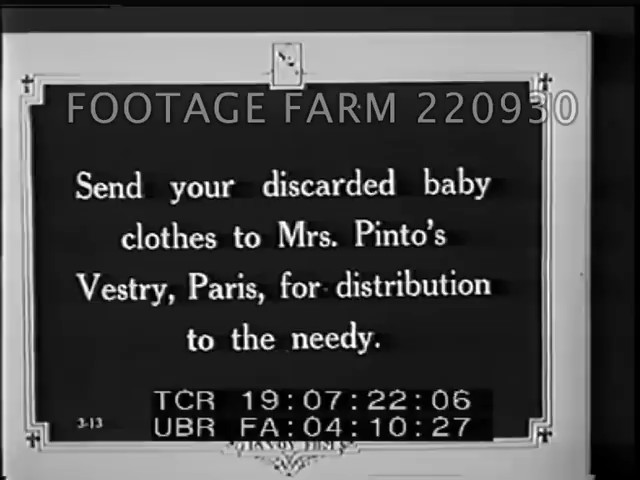 FOOTAGE FARM 220930
Send your discarded baby
clothes to Mrs. Pinto's
Vestry, Paris, for distribution
to the needy.
TCR 19:07:22:06
3-13
UBR FA:04:10:27